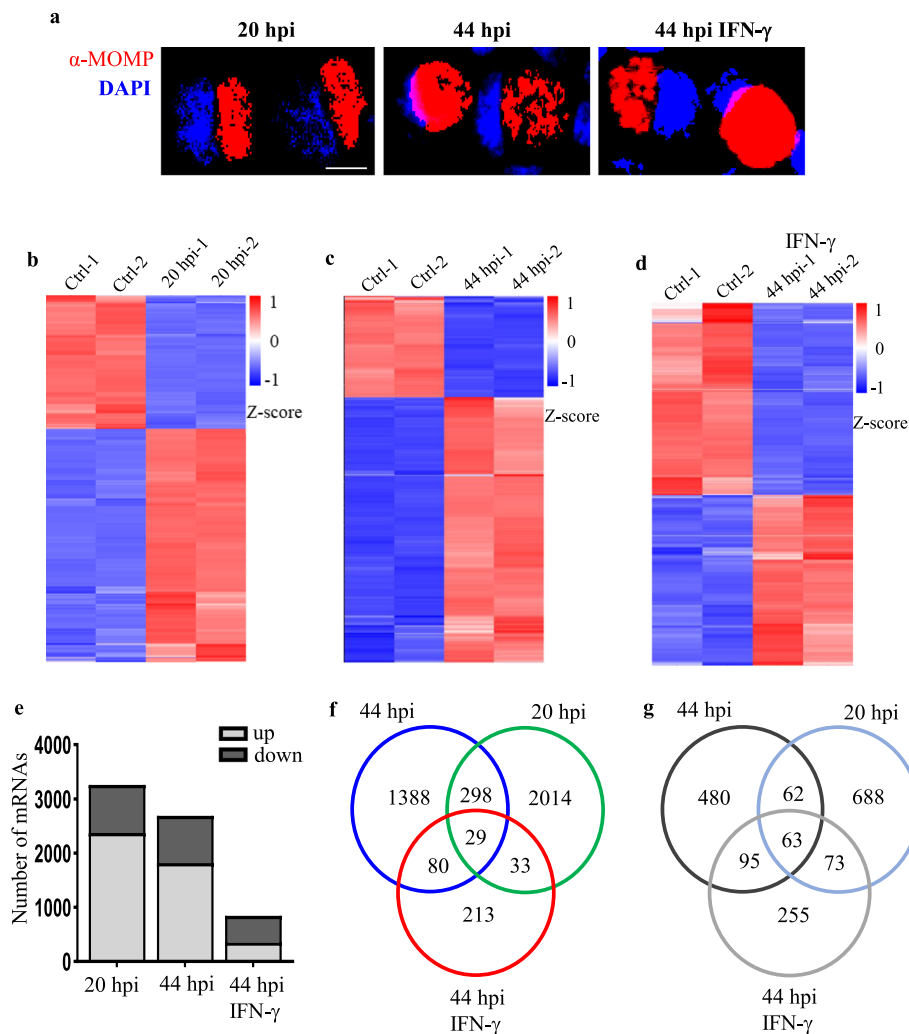 a
20 hpi
44 hpi
44 hpi IFN-γ
α-MOMP
DAPI
b
Ctrl-1
Ctrl-2
20 hpi-1
20 hpi-2
1
0
-1
Z-score
c
Ctrl-1
Ctrl-2
44 hpi-1
44 hpi-2
1
0
-1
Z-score
d
IFN-γ
Ctrl-1
Ctrl-2
44 hpi-1
44 hpi-2
1
0
-1
Z-score
e
up
down
Number of mRNAs
4000
3000
2000
1000
0
20 hpi
44 hpi
44 hpi
IFN-γ
f
44 hpi
20 hpi
1388
298
2014
29
80
33
213
44 hpi
IFN-γ
g
44 hpi
20 hpi
480
62
688
63
95
73
255
44 hpi
IFN-γ